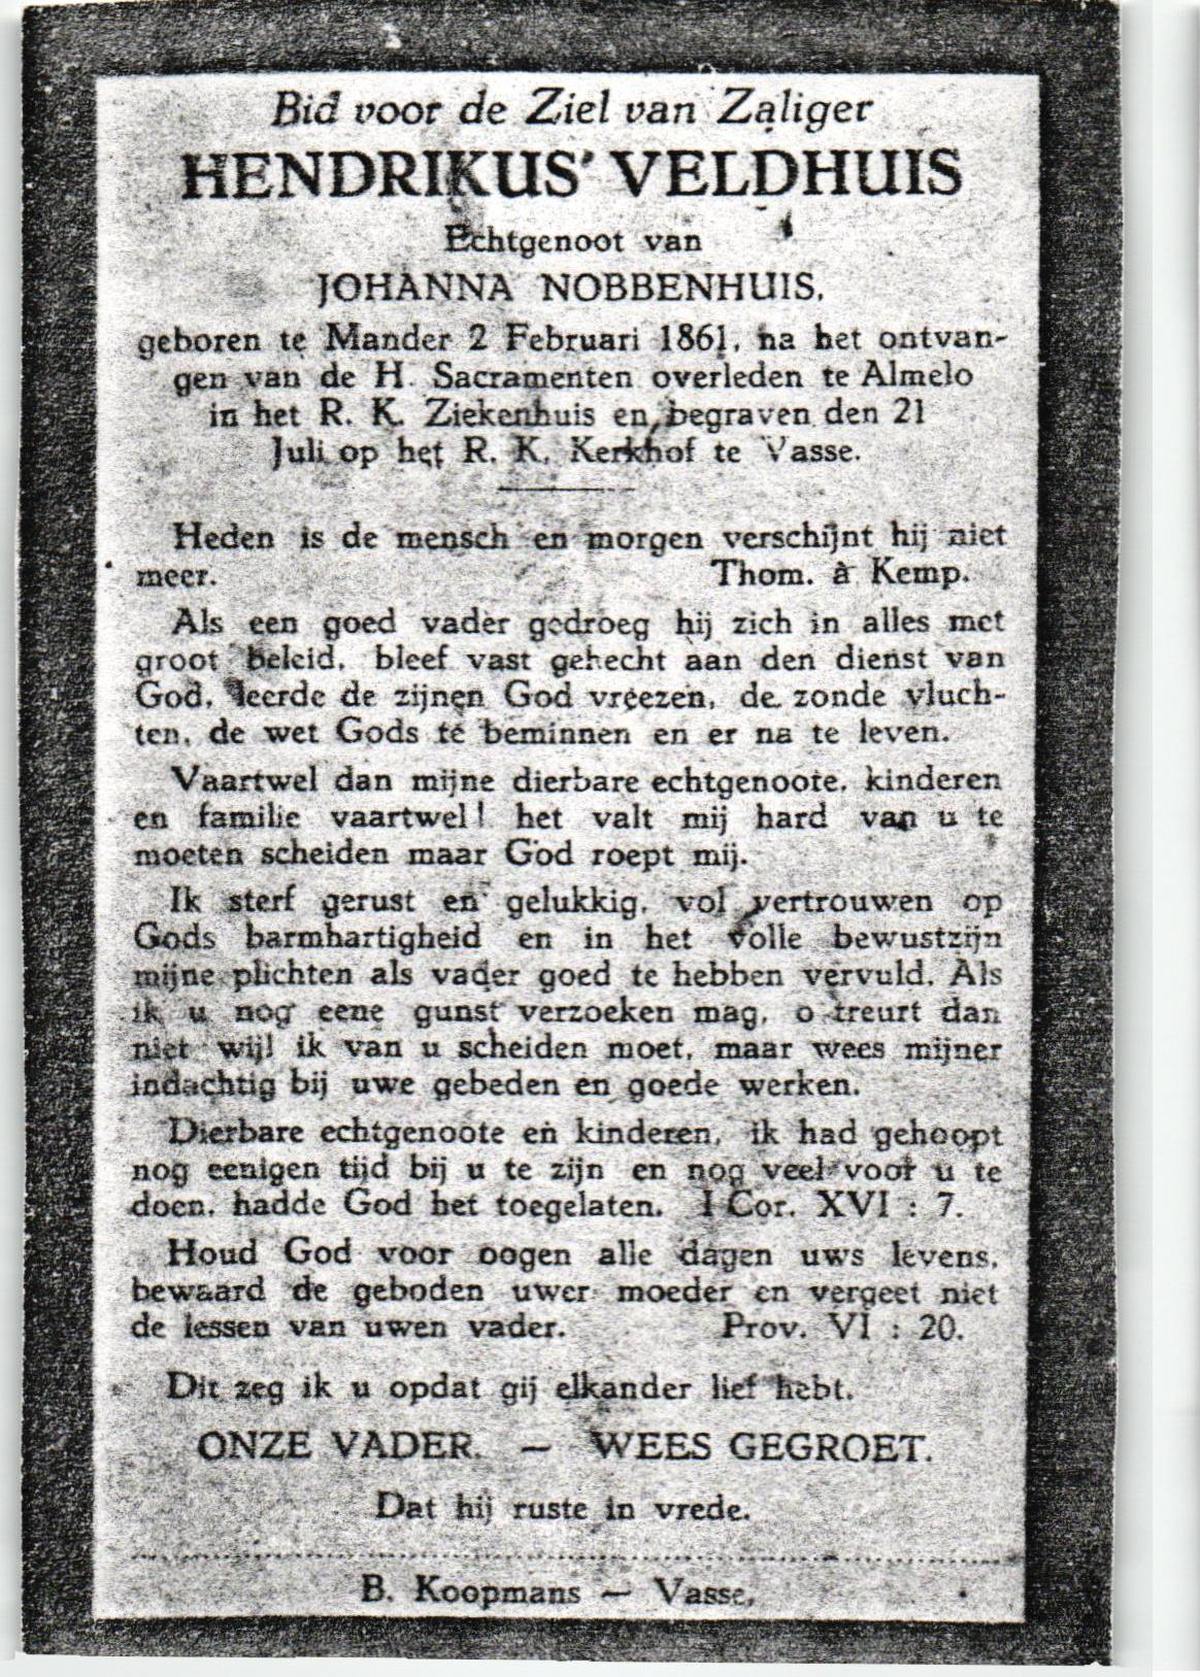 Bid voor de Ziel van Zaliger
HENDRIKUS VELDHUIS
Echtgenoot van
JOHANNA NOBBENHUIS,
geboren te Mander 2 Februari 1861, na het ontvan-
gen van de H. Sacramenten overleden te Almelo
in het R. K. Ziekenhuis en begraven den 21
Juli op het R. K. Kerkhof te Vasse.
Heden is de mensch en morgen verschijnt hij niet
meer. Thom. à Kemp.
Als een goed vader gedroeg hij zich in alles met
groot beleid, bleef vast gehecht aan den dienst van
God, leerde de zijnen God vreezen, de zonde vluch-
ten, de wet Gods te beminnen en er na te leven.
Vaartwel dan mijne dierbare echtgenoote, kinderen
en familie vaartwel! het valt mij hard van u te
moeten scheiden maar God roept mij.
Ik sterf gerust en gelukkig, vol vertrouwen op
Gods barmhartigheid en in het volle bewustzijn
mijne plichten als vader goed te hebben vervuld. Als
ik u nog eene gunst verzoeken mag, o treurt dan
niet wijl ik van u scheiden moet, maar wees mijner
indachtig bij uwe gebeden en goede werken.
Dierbare echtgenoote en kinderen, ik had gehoopt
nog eenigen tijd bij u te zijn en nog veel voor u te
doen, hadde God het toegelaten. I Cor. XVI : 7.
Houd God voor oogen alle dagen uws levens,
bewaard de geboden uwer moeder en vergeet niet
de lessen van uwen vader. Prov. VI : 20.
Dit zeg ik u opdat gij elkander lief hebt.
ONZE VADER. — WEES GEGROET.
Dat hij ruste in vrede.
B. Koopmans — Vasse.